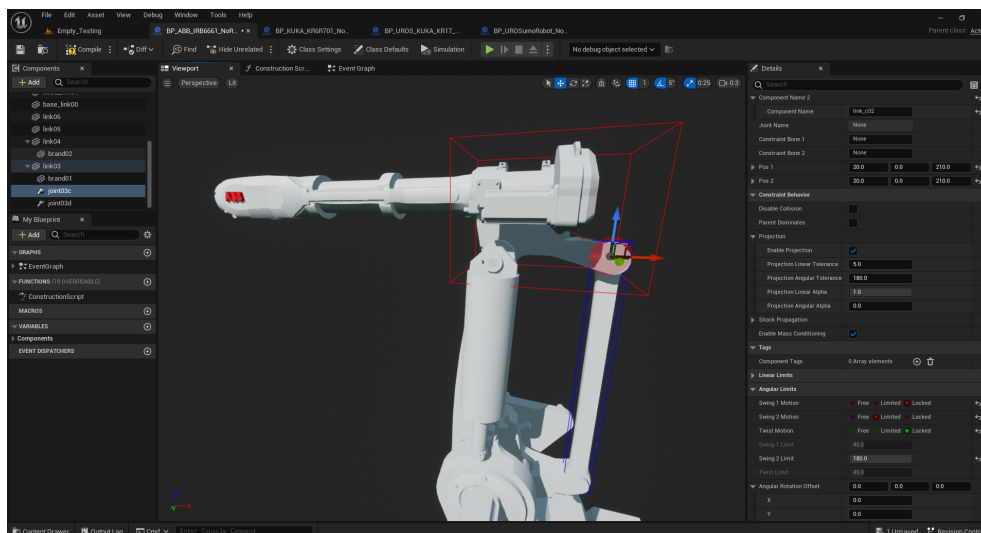 File Edit Asset View Debug Window Tools Help
Empty_Testing BP_ABB_IRB6661_NoR... BP_KUKA_KR6R701_No... BP_UROS_KUKA_KR17_... BP_UROSumoRobot_No...
Parent class: Act
Compile Diff Find Hide Unrelated Class Settings Class Defaults Simulation No debug object selected
Components Viewport Construction Scr... Event Graph Details
+ Add Search Perspective Lit 1 5° 0.25 0.3 Search
base_link00
link06
link05
link04
brand02
link03
brand01
joint03c
joint03d
My Blueprint
+ Add Search
GRAPHS
EventGraph
FUNCTIONS (19 OVERRIDABLE)
ConstructionScript
MACROS
VARIABLES
Components
EVENT DISPATCHERS
ABB
Component Name 2
Component Name link_c02
Joint Name None
Constraint Bone 1 None
Constraint Bone 2 None
Pos 1 20.0 0.0 210.0
Pos 2 20.0 0.0 210.0
Constraint Behavior
Disable Collision
Parent Dominates
Projection
Enable Projection
Projection Linear Tolerance 5.0
Projection Angular Tolerance 180.0
Projection Linear Alpha 1.0
Projection Angular Alpha 0.0
Shock Propagation
Enable Mass Conditioning
Tags
Component Tags 0 Array elements
Linear Limits
Angular Limits
Swing 1 Motion Free Limited Locked
Swing 2 Motion Free Limited Locked
Twist Motion Free Limited Locked
Swing 1 Limit 45.0
Swing 2 Limit 180.0
Twist Limit 45.0
Angular Rotation Offset 0.0 0.0 0.0
X 0.0
Y 0.0
Content Drawer Output Log Cmd Enter Console Command 1 Unsaved Revision Contr